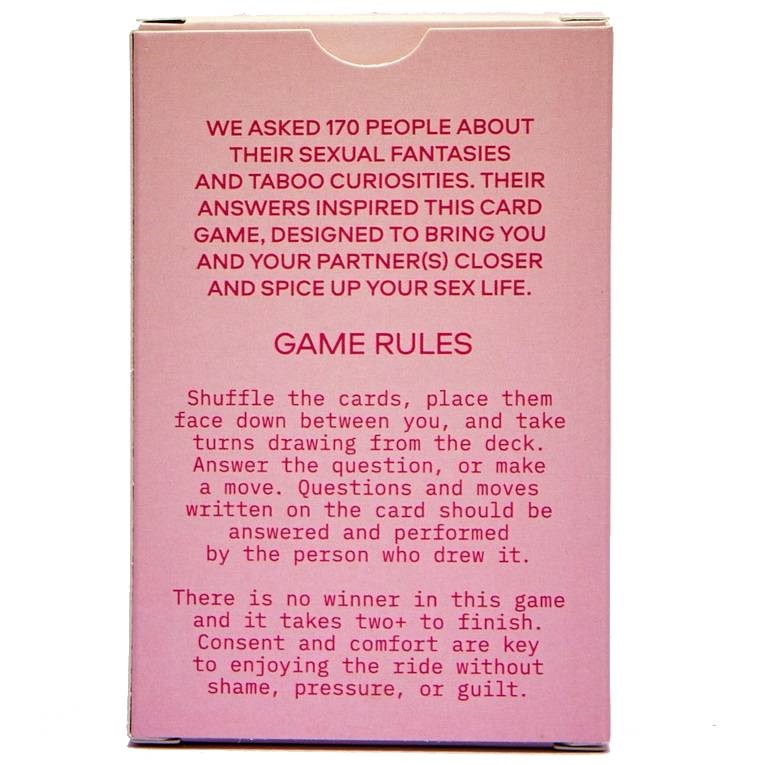 WE ASKED 170 PEOPLE ABOUT
THEIR SEXUAL FANTASIES
AND TABOO CURIOSITIES. THEIR
ANSWERS INSPIRED THIS CARD
GAME, DESIGNED TO BRING YOU
AND YOUR PARTNER(S) CLOSER
AND SPICE UP YOUR SEX LIFE.
GAME RULES
Shuffle the cards, place them
face down between you, and take
turns drawing from the deck.
Answer the question, or make
a move. Questions and moves
written on the card should be
answered and performed
by the person who drew it.
There is no winner in this game
and it takes two+ to finish.
Consent and comfort are key
to enjoying the ride without
shame, pressure, or guilt.